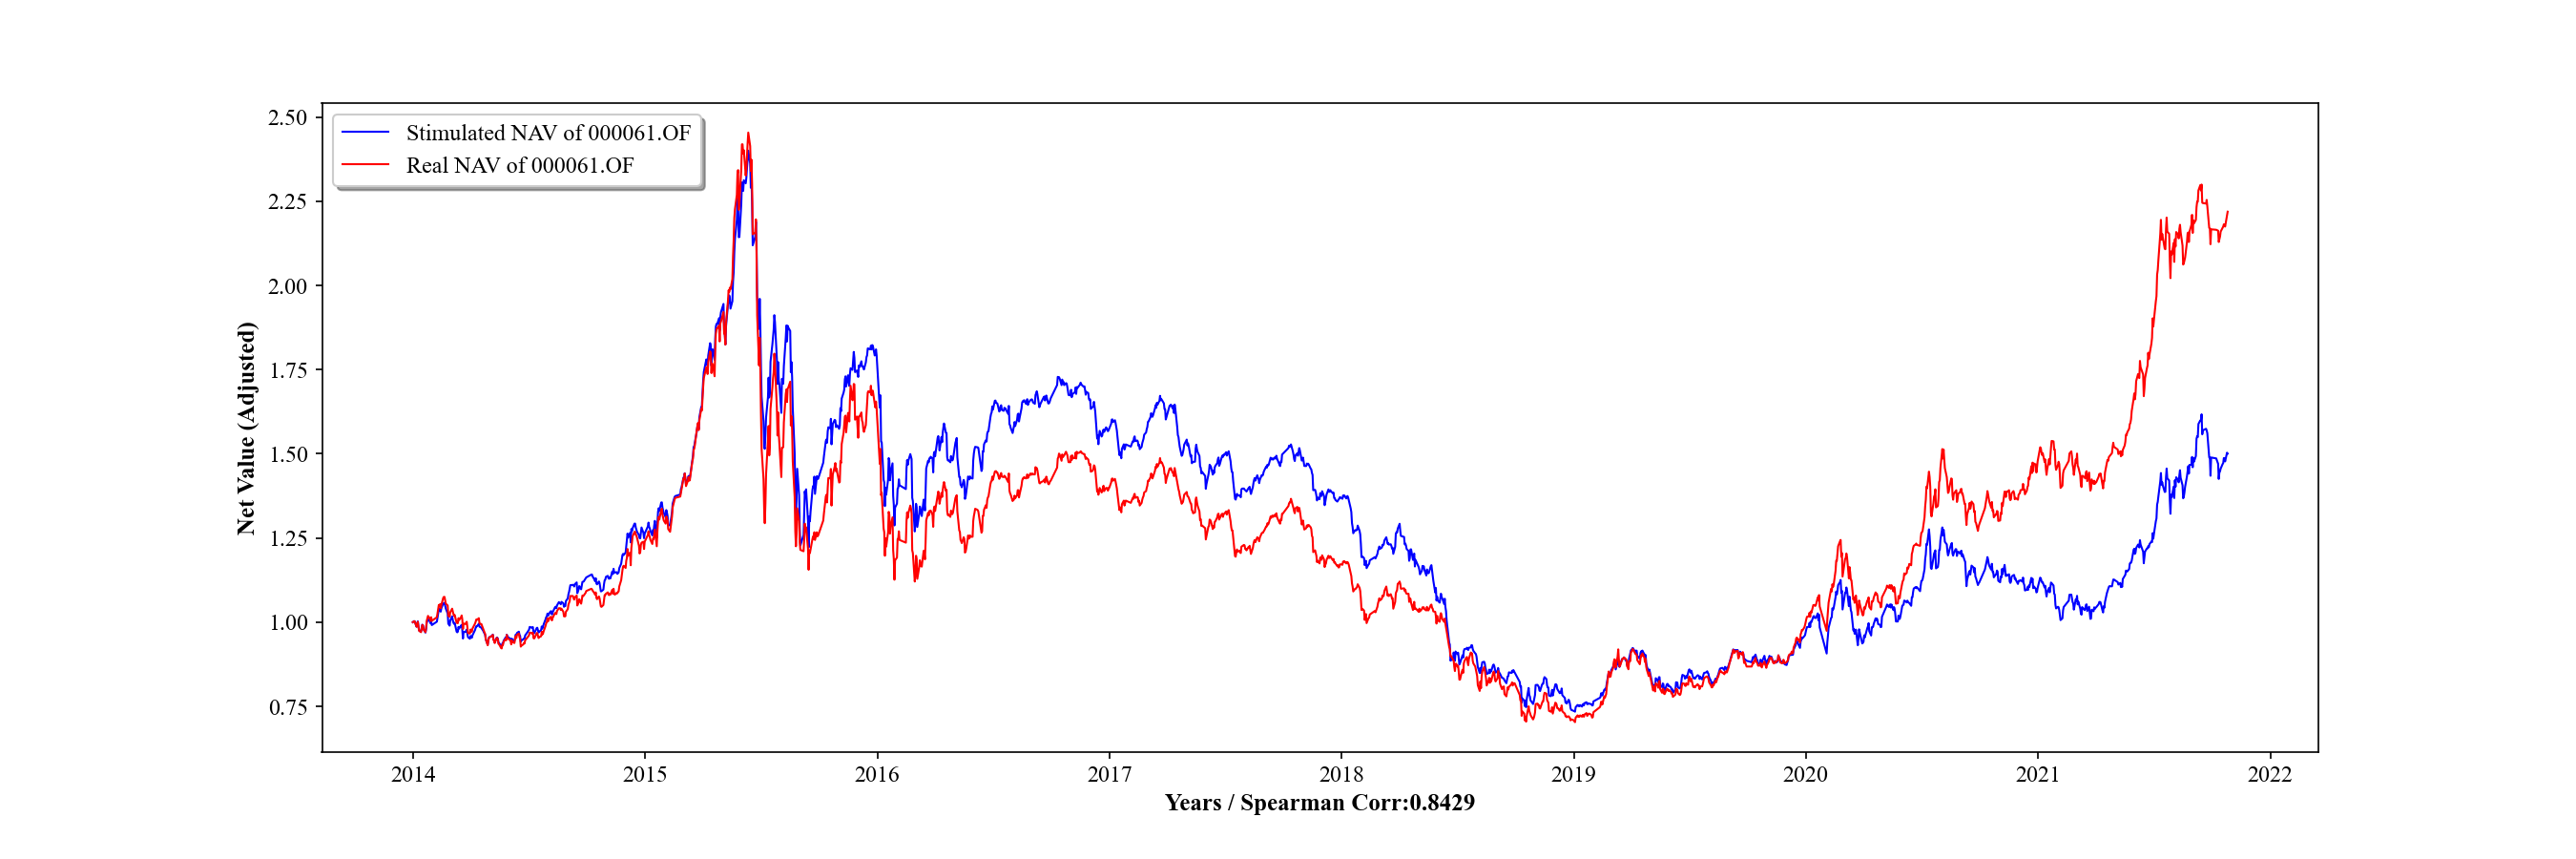 2.50
2.25
2.00
1.75
1.50
1.25
1.00
0.75
Net Value (Adjusted)
Stimulated NAV of 000061.OF
Real NAV of 000061.OF
2014 2015 2016 2017 2018 2019 2020 2021 2022
Years / Spearman Corr:0.8429